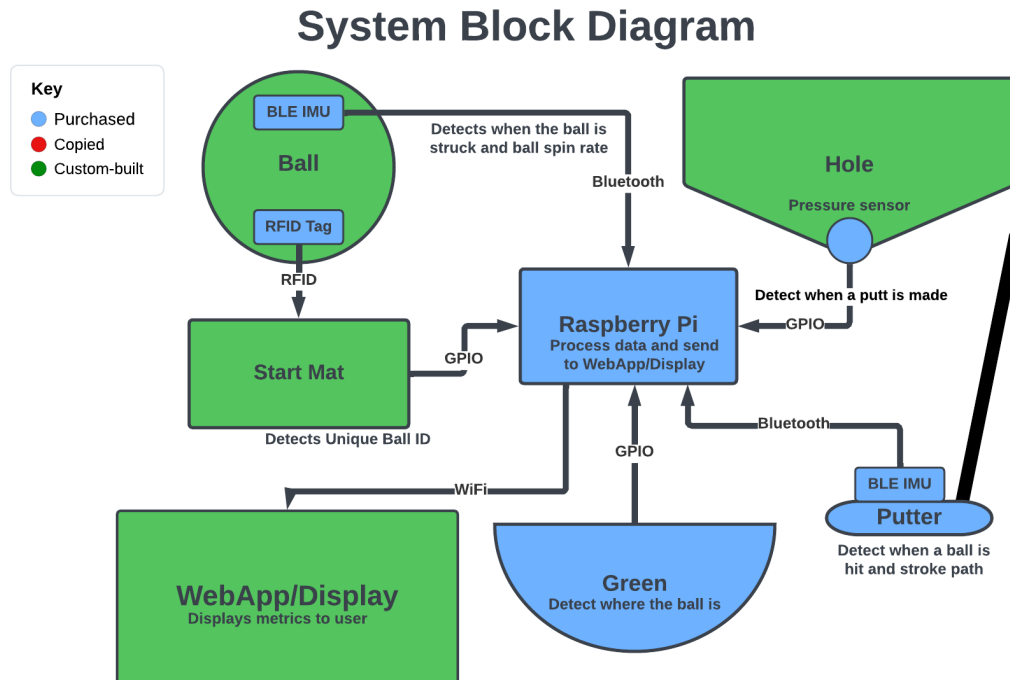 System Block Diagram
Key
Purchased
Copied
Custom-built
BLE IMU
Ball
RFID Tag
RFID
Detects when the ball is
struck and ball spin rate
Bluetooth
Hole
Pressure sensor
Detect when a putt is made
GPIO
Raspberry Pi
Process data and send
to WebApp/Display
Start Mat
GPIO
Detects Unique Ball ID
GPIO
Bluetooth
WiFi
BLE IMU
Putter
Detect when a ball is
hit and stroke path
Green
Detect where the ball is
WebApp/Display
Displays metrics to user